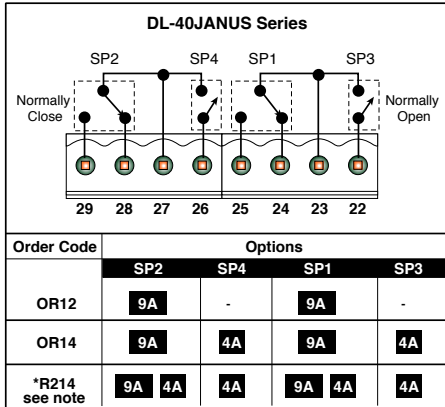 DL-40JANUS Series
SP2 SP4 SP1 SP3
Normally Close
Normally Open
29 28 27 26 25 24 23 22
Order Code Options
SP2 SP4 SP1 SP3
OR12 9A - 9A -
OR14 9A 4A 9A 4A
*R214 see note 9A 4A 4A 9A 4A 4A